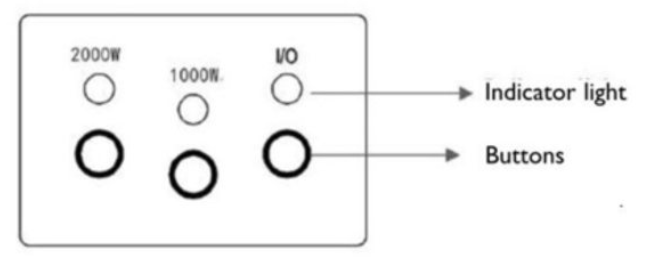 2000W
1000W.
I/O
Indicator light
Buttons